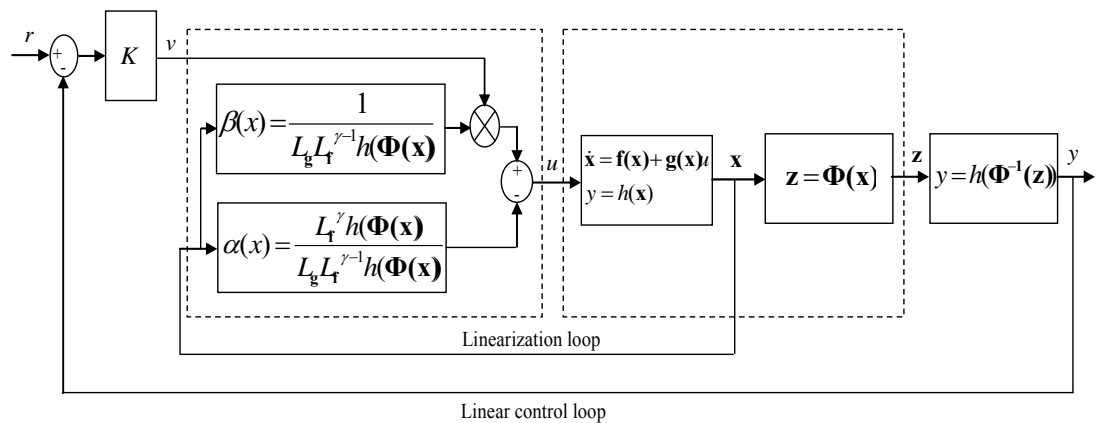 r
+
-
K
v
β(x) = 1 / L_g L_f^{γ-1} h(Φ(x)
α(x) = L_f^γ h(Φ(x) / L_g L_f^{γ-1} h(Φ(x)
+
-
u
ẋ = f(x) + g(x)u
y = h(x)
x
z = Φ(x)
z
y = h(Φ^{-1}(z))
y
Linearization loop
Linear control loop